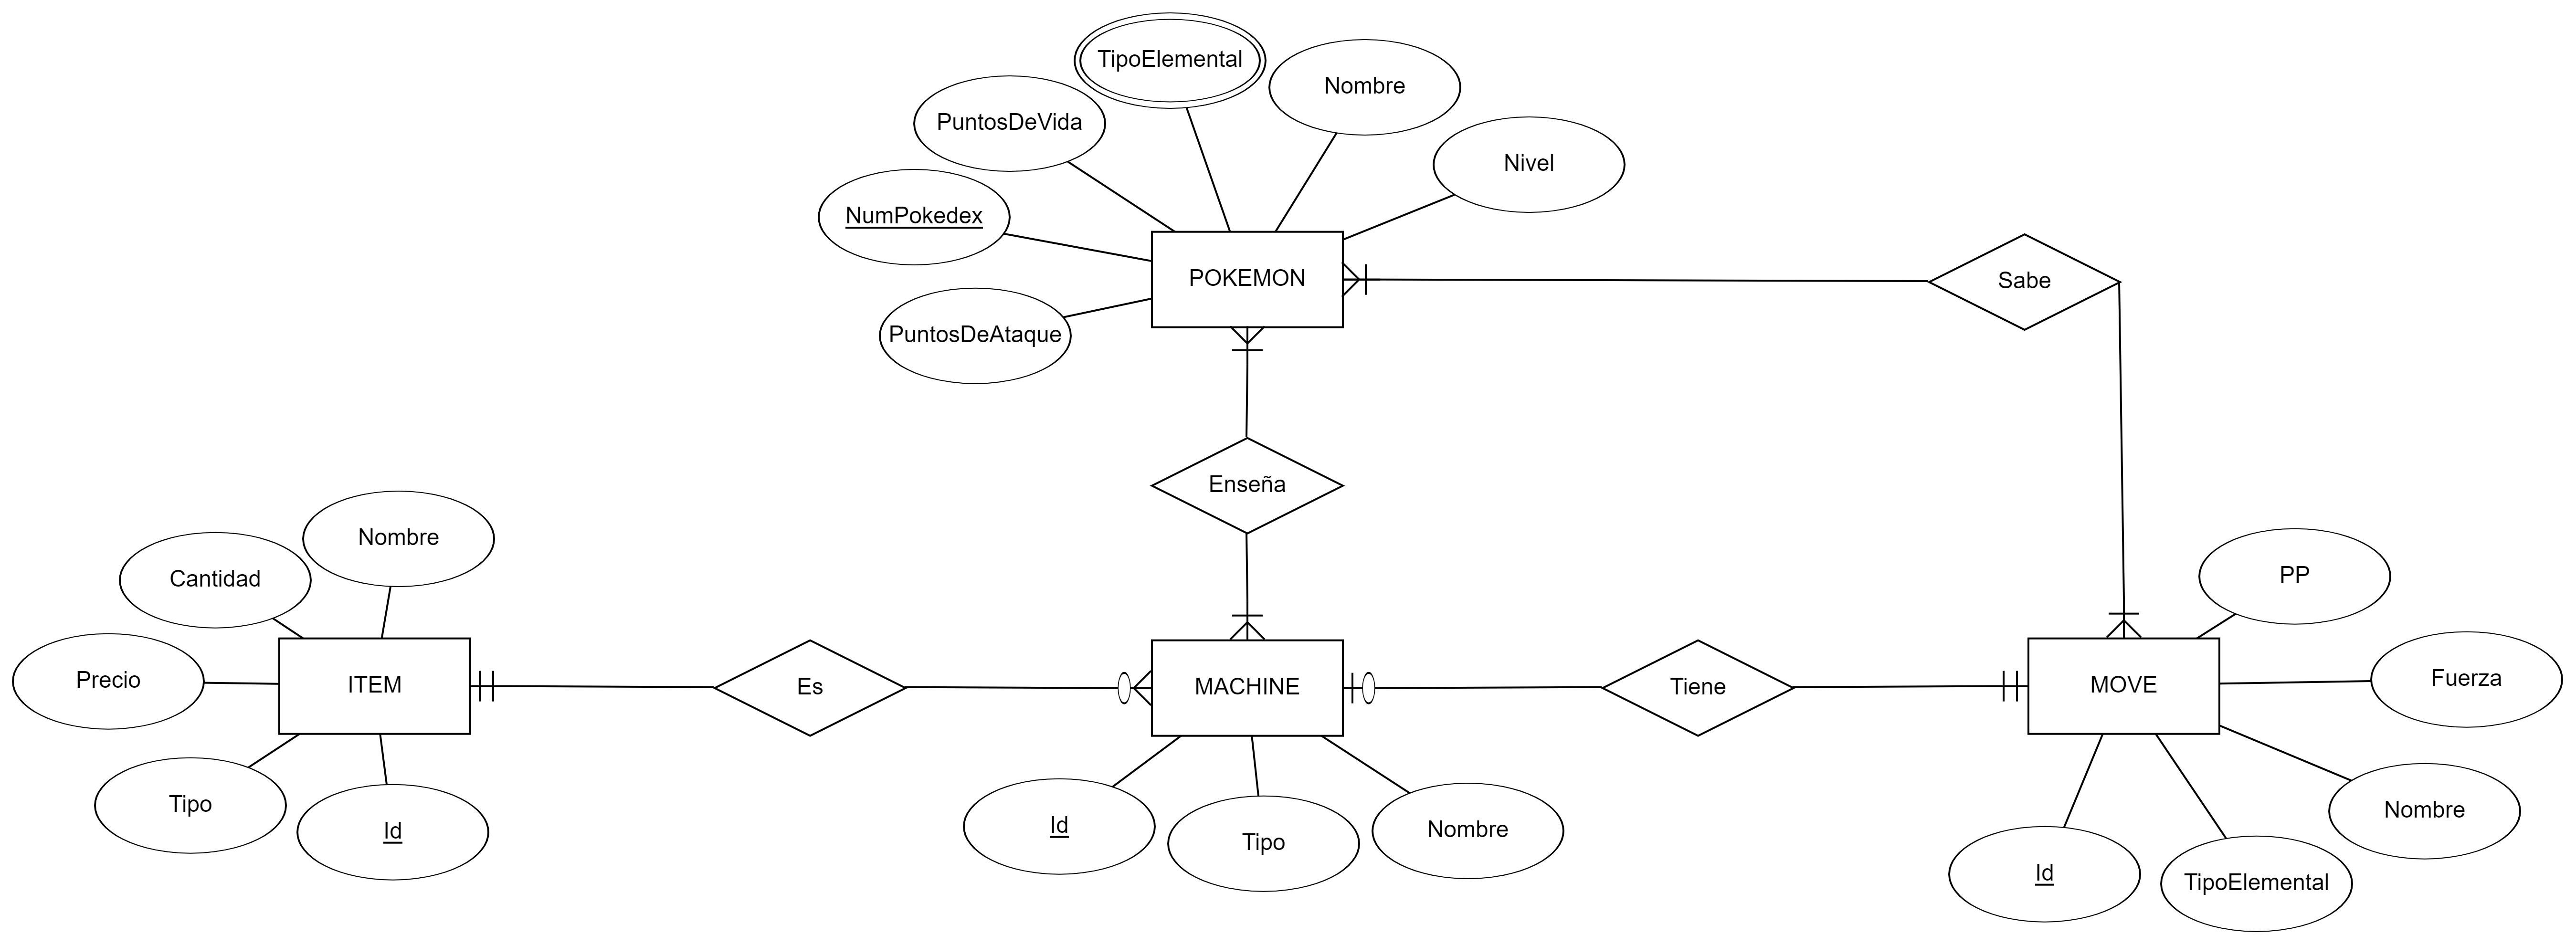 TipoElemental
Nombre
PuntosDeVida
Nivel
NumPokedex
POKEMON
Sabe
PuntosDeAtaque
Enseña
Nombre
Cantidad
PP
Precio
ITEM
Es
MACHINE
Tiene
MOVE
Fuerza
Tipo
Id
Id
Tipo
Nombre
Nombre
Id
TipoElemental